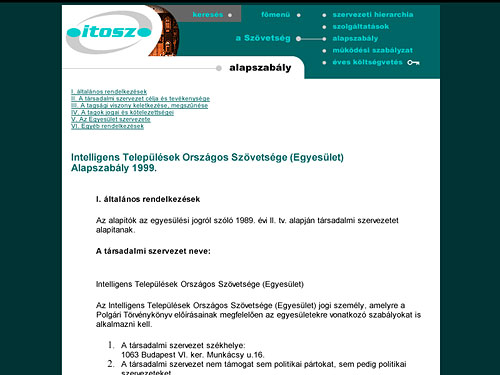 itosz
keresés
főmenü
a Szövetség
szervezeti hierarchia
szolgáltatások
alapszabály
működési szabályzat
éves költségvetés
alapszabály
I. általános rendelkezések
II. A társadalmi szervezet célja és tevékenysége
III. A tagsági viszony keletkezése, megszűnése
IV. A tagok jogai és kötelezettségei
V. Az Egyesület szervezete
VI. Egyéb rendelkezések
Intelligens Települések Országos Szövetsége (Egyesület)
Alapszabály 1999.
I. általános rendelkezések
Az alapítók az egyesülési jogról szóló 1989. évi II. tv. alapján társadalmi szervezetet
alapítanak.
A társadalmi szervezet neve:
Intelligens Települések Országos Szövetsége (Egyesület)
Az Intelligens Települések Országos Szövetsége (Egyesület) jogi személy, amelyre a
Polgári Törvénykönyv előírásainak megfelelően az egyesületekre vonatkozó szabályokat is
alkalmazni kell.
1. A társadalmi szervezet székhelye:
1063 Budapest VI. ker. Munkácsy u.16.
2. A társadalmi szervezet nem támogat sem politikai pártokat, sem pedig politikai
szervezeteket